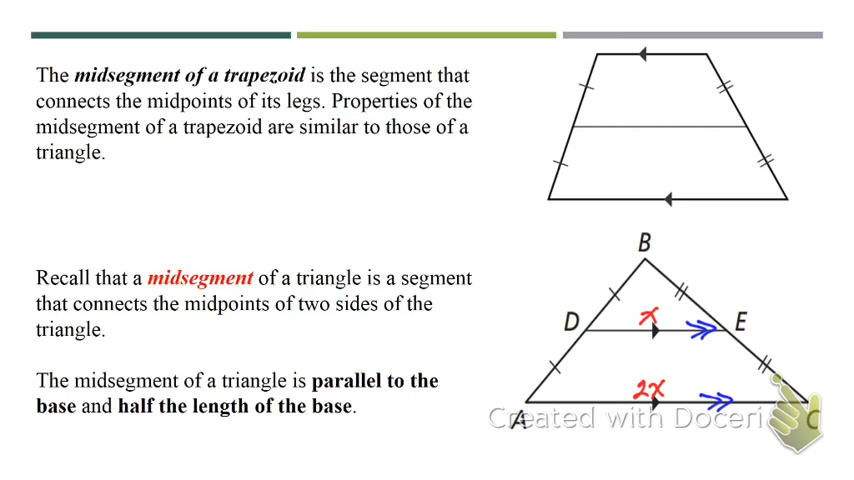 The midsegment of a trapezoid is the segment that
connects the midpoints of its legs. Properties of the
midsegment of a trapezoid are similar to those of a
triangle.
Recall that a midsegment of a triangle is a segment
that connects the midpoints of two sides of the
triangle.
The midsegment of a triangle is parallel to the
base and half the length of the base.
B
D x E
2x
A C
Created with Doceri